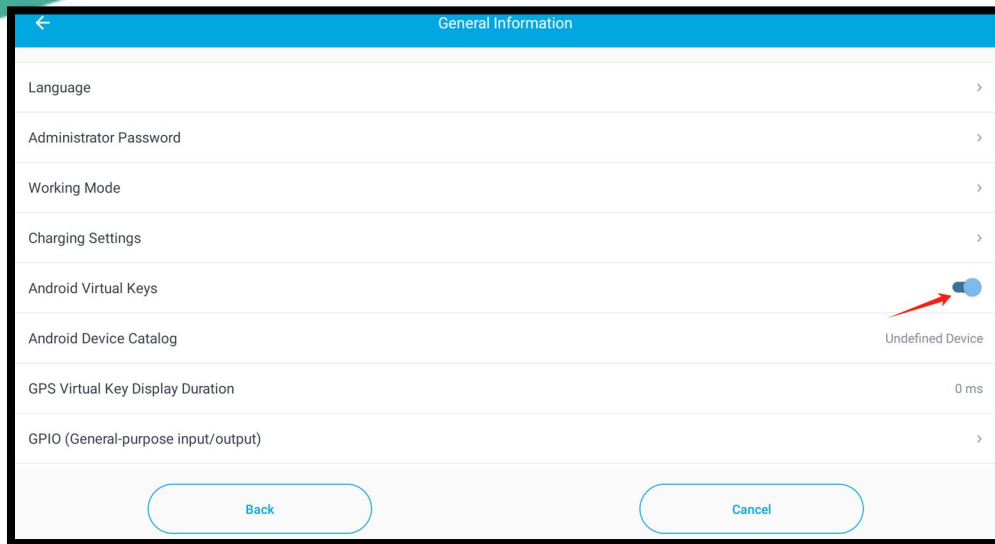 General Information
Language
Administrator Password
Working Mode
Charging Settings
Android Virtual Keys
Android Device Catalog
Undefined Device
GPS Virtual Key Display Duration
0 ms
GPIO (General-purpose input/output)
Back
Cancel